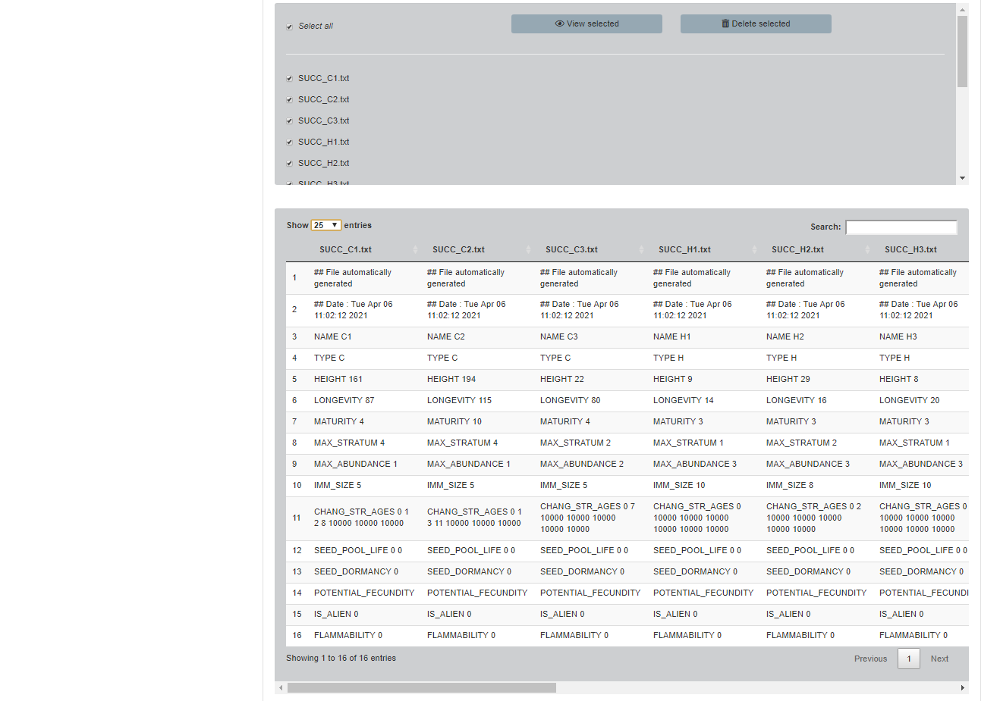 Select all
View selected
Delete selected
SUCC_C1.txt
SUCC_C2.txt
SUCC_C3.txt
SUCC_H1.txt
SUCC_H2.txt
SUCC_H3.txt
Show 25 entries
Search:
SUCC_C1.txt SUCC_C2.txt SUCC_C3.txt SUCC_H1.txt SUCC_H2.txt SUCC_H3.txt
1 ## File automatically generated ## File automatically generated ## File automatically generated ## File automatically generated ## File automatically generated ## File automatically generated
2 ## Date : Tue Apr 06 11:02:12 2021 ## Date : Tue Apr 06 11:02:12 2021 ## Date : Tue Apr 06 11:02:12 2021 ## Date : Tue Apr 06 11:02:12 2021 ## Date : Tue Apr 06 11:02:12 2021 ## Date : Tue Apr 06 11:02:12 2021
3 NAME C1 NAME C2 NAME C3 NAME H1 NAME H2 NAME H3
4 TYPE C TYPE C TYPE C TYPE H TYPE H TYPE H
5 HEIGHT 161 HEIGHT 194 HEIGHT 22 HEIGHT 9 HEIGHT 29 HEIGHT 8
6 LONGEVITY 87 LONGEVITY 115 LONGEVITY 80 LONGEVITY 14 LONGEVITY 16 LONGEVITY 20
7 MATURITY 4 MATURITY 10 MATURITY 4 MATURITY 3 MATURITY 3 MATURITY 3
8 MAX_STRATUM 4 MAX_STRATUM 4 MAX_STRATUM 2 MAX_STRATUM 1 MAX_STRATUM 2 MAX_STRATUM 1
9 MAX_ABUNDANCE 1 MAX_ABUNDANCE 1 MAX_ABUNDANCE 2 MAX_ABUNDANCE 3 MAX_ABUNDANCE 3 MAX_ABUNDANCE 3
10 IMM_SIZE 5 IMM_SIZE 5 IMM_SIZE 5 IMM_SIZE 10 IMM_SIZE 8 IMM_SIZE 10
11 CHANG_STR_AGES 0 1 2 8 10000 10000 10000 CHANG_STR_AGES 0 1 3 11 10000 10000 10000 CHANG_STR_AGES 0 7 10000 10000 10000 10000 10000 CHANG_STR_AGES 0 10000 10000 10000 10000 10000 10000 CHANG_STR_AGES 0 2 10000 10000 10000 10000 10000 CHANG_STR_AGES 0 10000 10000 10000 10000 10000 10000
12 SEED_POOL_LIFE 0 0 SEED_POOL_LIFE 0 0 SEED_POOL_LIFE 0 0 SEED_POOL_LIFE 0 0 SEED_POOL_LIFE 0 0 SEED_POOL_LIFE 0 0
13 SEED_DORMANCY 0 SEED_DORMANCY 0 SEED_DORMANCY 0 SEED_DORMANCY 0 SEED_DORMANCY 0 SEED_DORMANCY 0
14 POTENTIAL_FECUNDITY POTENTIAL_FECUNDITY POTENTIAL_FECUNDITY POTENTIAL_FECUNDITY POTENTIAL_FECUNDITY POTENTIAL_FECUNDI
15 IS_ALIEN 0 IS_ALIEN 0 IS_ALIEN 0 IS_ALIEN 0 IS_ALIEN 0 IS_ALIEN 0
16 FLAMMABILITY 0 FLAMMABILITY 0 FLAMMABILITY 0 FLAMMABILITY 0 FLAMMABILITY 0 FLAMMABILITY 0
Showing 1 to 16 of 16 entries
Previous 1 Next